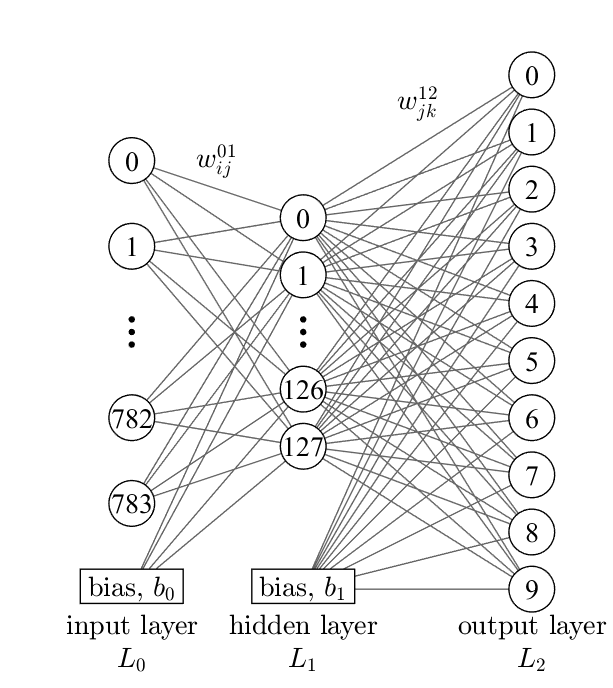 w_{jk}^{12}
w_{ij}^{01}
0
1
⋮
782
783
bias, b_0
input layer
L_0
0
1
⋮
126
127
bias, b_1
hidden layer
L_1
0
1
2
3
4
5
6
7
8
9
output layer
L_2